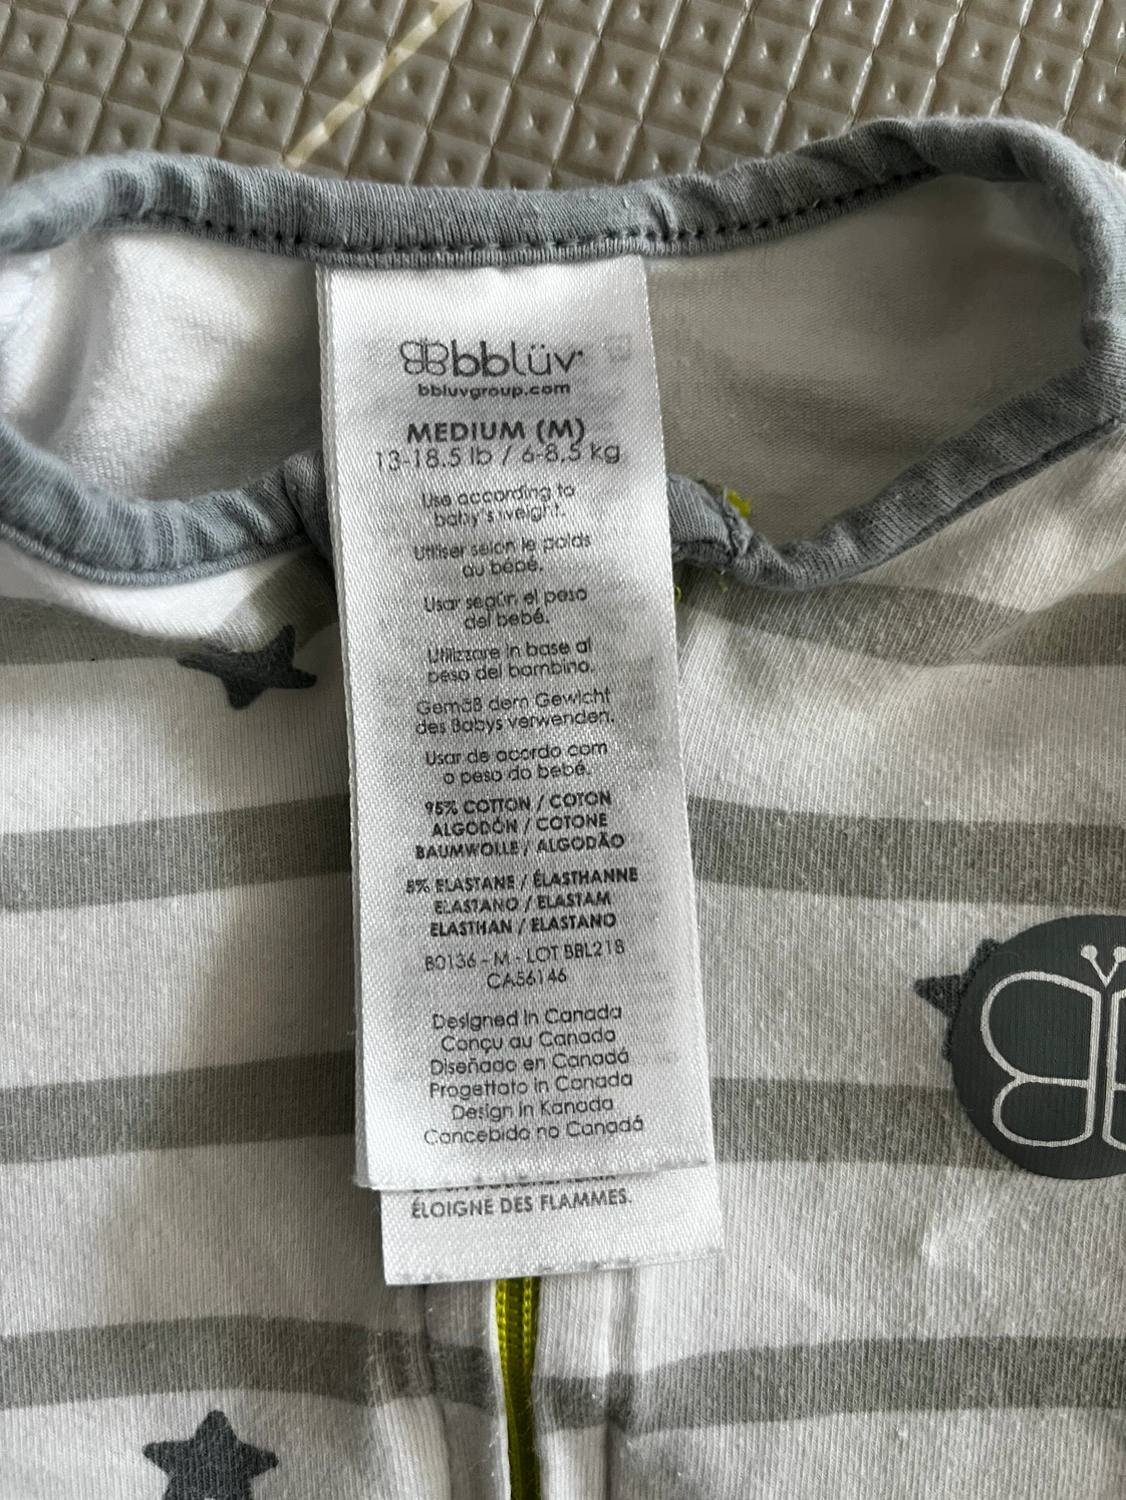 bblüv
bbluvgroup.com
MEDIUM (M)
13-18.5 lb / 6-8.5 kg
Use according to
baby's weight.
Utiliser selon le poids
du bébé.
Usar según el peso
del bebé.
Utilizzare in base al
peso del bambino.
Gemäß dem Gewicht
des Babys verwenden.
Usar de acordo com
o peso do bebé.
95% COTTON / COTON
ALGODÓN / COTONE
BAUMWOLLE / ALGODÃO
5% ELASTANE / ÉLASTHANNE
ELASTANO / ELASTAM
ELASTHAN / ELASTANO
B0136 - M - LOT BBL218
CA56146
Designed in Canada
Conçu au Canada
Diseñado en Canadá
Progettato in Canada
Design in Kanada
Concebido no Canadá
ÉLOIGNE DES FLAMMES.